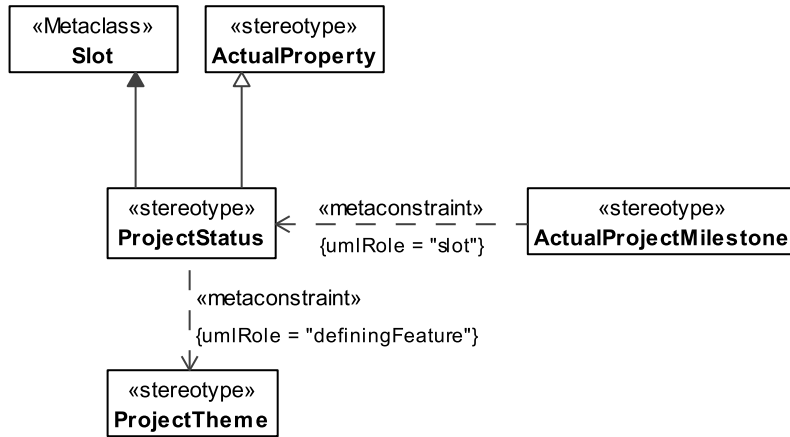 «Metaclass»
Slot
«stereotype»
ActualProperty
«stereotype»
ProjectStatus
«metaconstraint»
{umlRole = "slot"}
«stereotype»
ActualProjectMilestone
«metaconstraint»
{umlRole = "definingFeature"}
«stereotype»
ProjectTheme